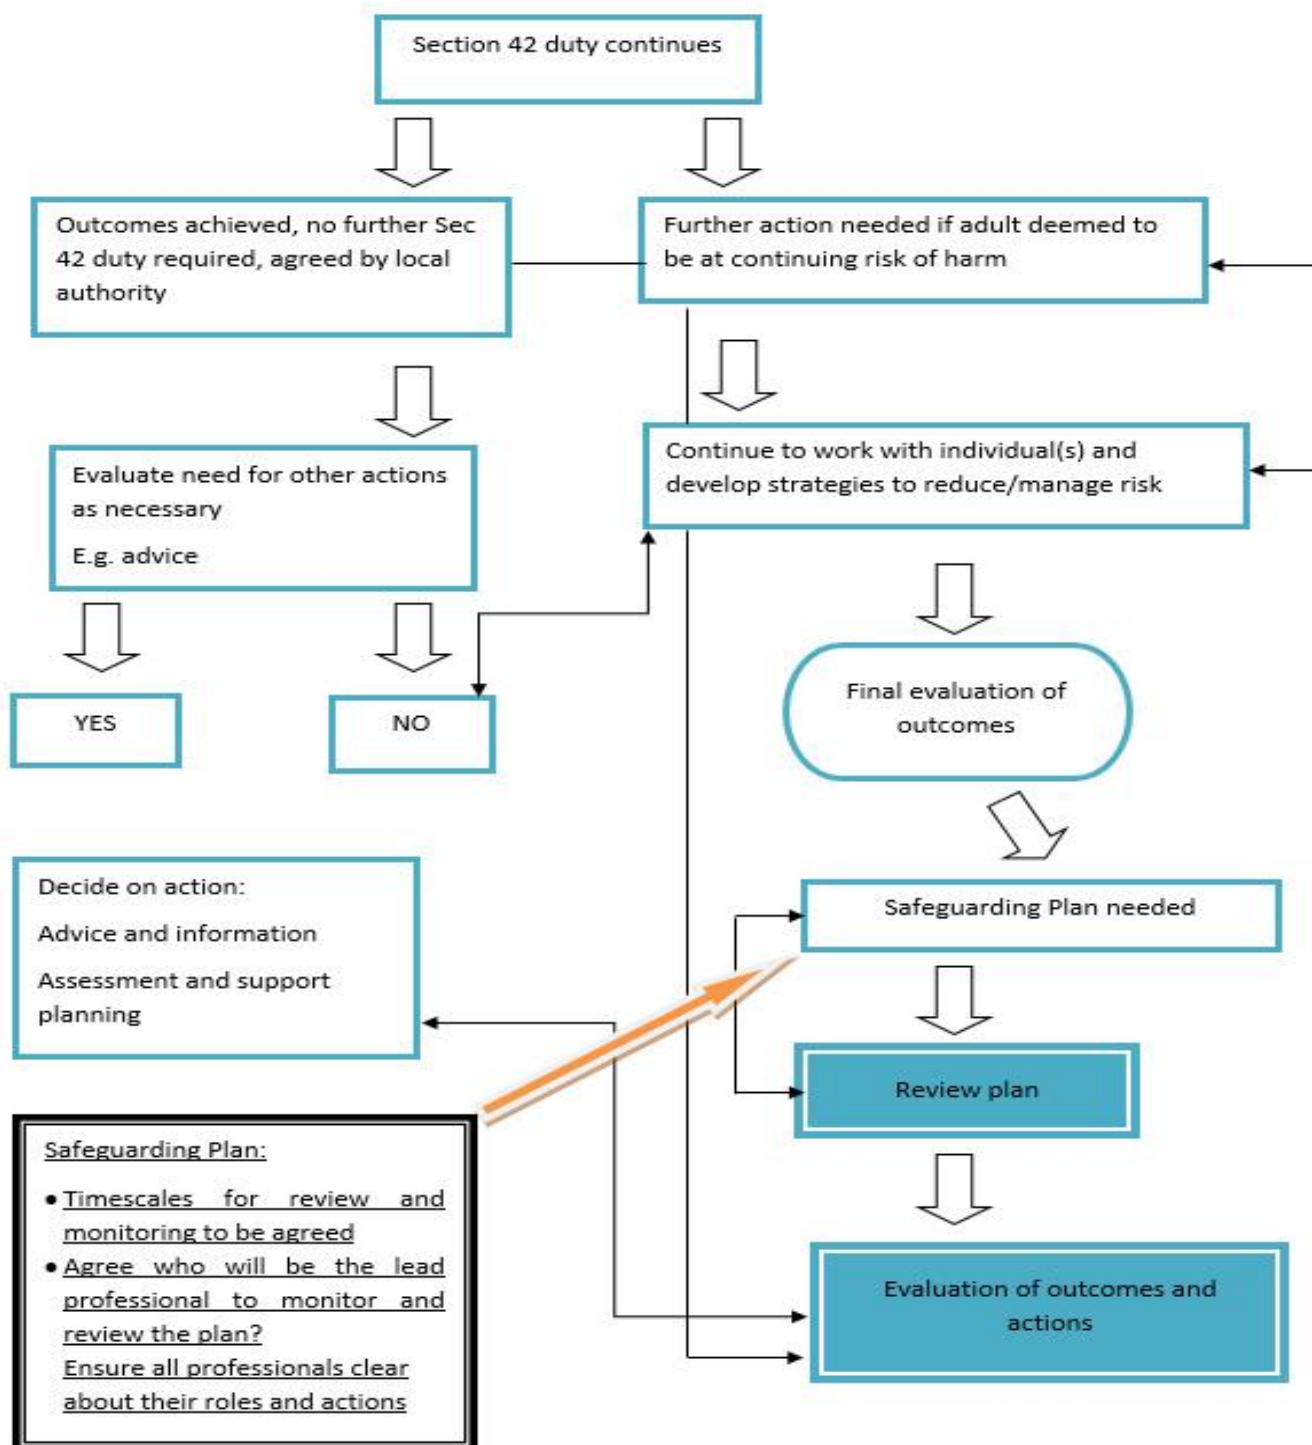 Section 42 duty continues
Outcomes achieved, no further Sec
42 duty required, agreed by local
authority
Further action needed if adult deemed to
be at continuing risk of harm
Evaluate need for other actions
as necessary
E.g. advice
Continue to work with individual(s) and
develop strategies to reduce/manage risk
YES
NO
Final evaluation of
outcomes
Decide on action:
Advice and information
Assessment and support
planning
Safeguarding Plan needed
Review plan
Safeguarding Plan:
• Timescales for review and
monitoring to be agreed
• Agree who will be the lead
professional to monitor and
review the plan?
Ensure all professionals clear
about their roles and actions
Evaluation of outcomes and
actions